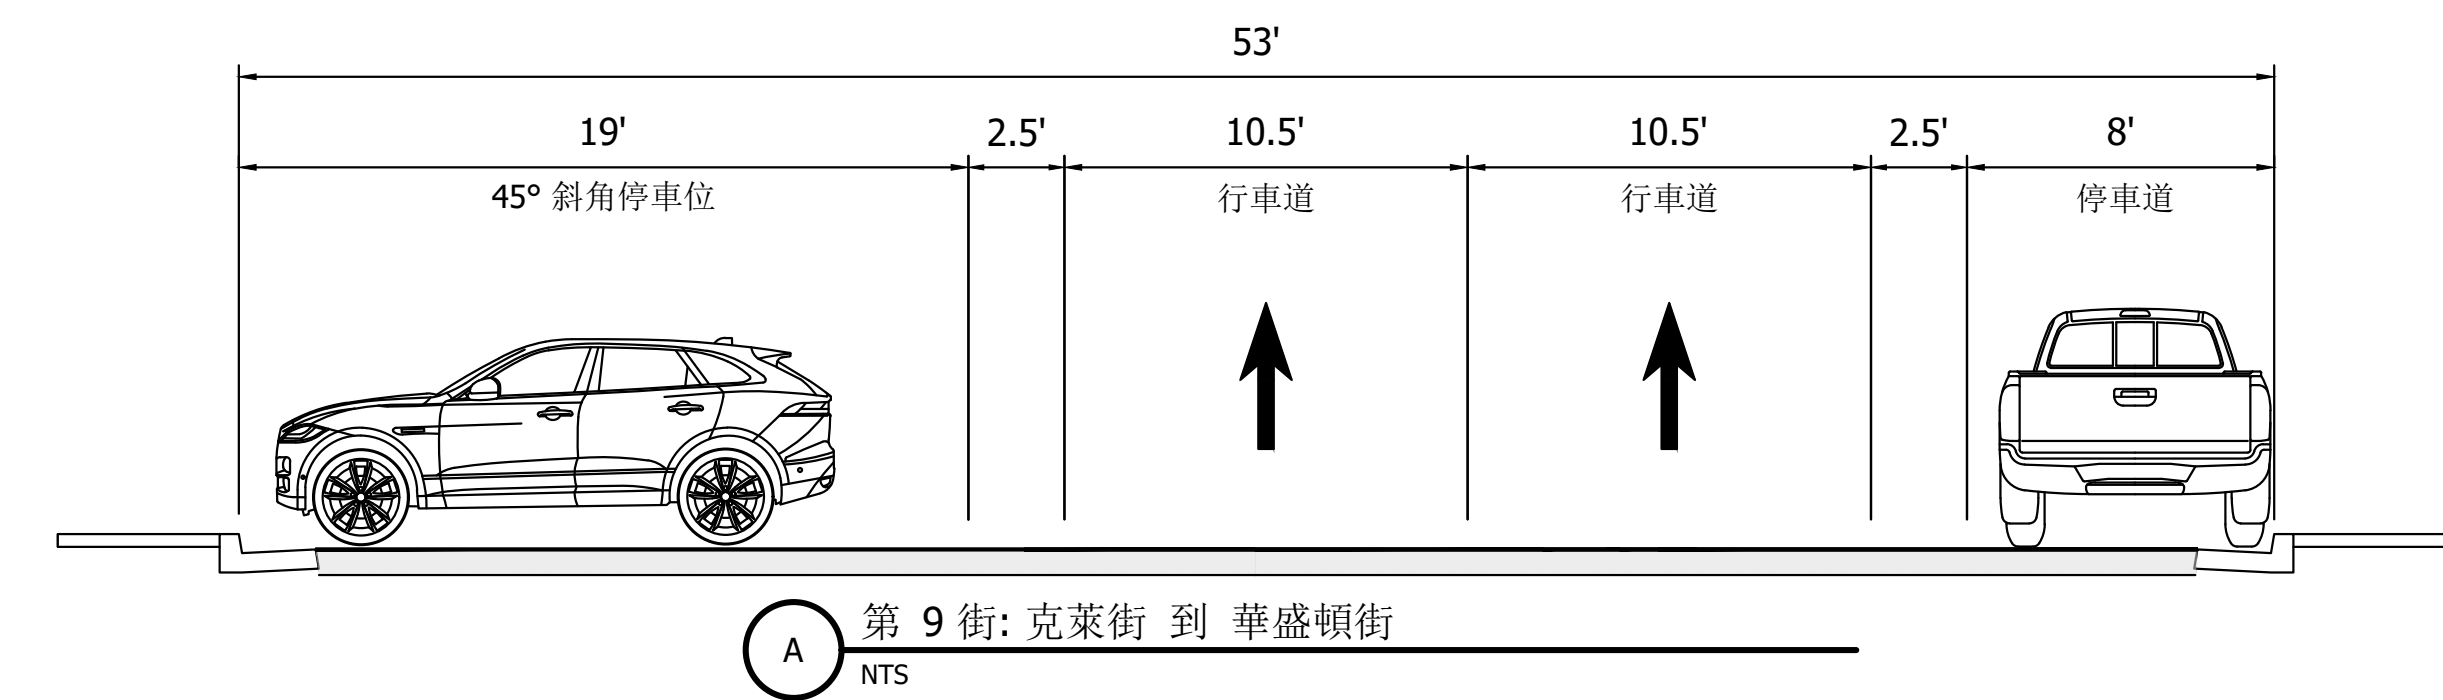 53'
19' 2.5' 10.5' 10.5' 2.5' 8'
45° 斜角停車位 行車道 行車道 停車道
第 9 街: 克萊街 到 華盛頓街
A
NTS